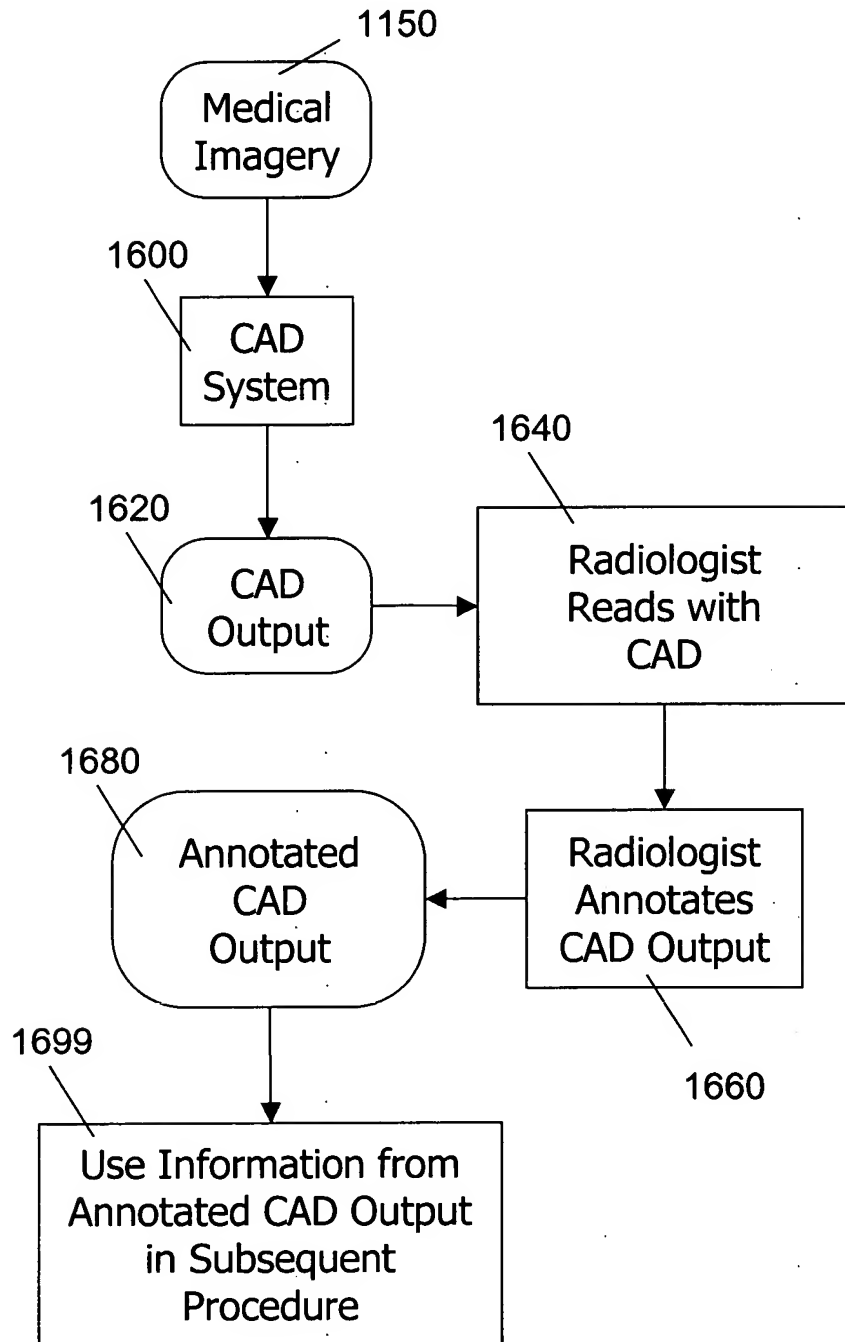 1150
Medical
Imagery
1600
CAD
System
1620
CAD
Output
1640
Radiologist
Reads with
CAD
1660
Radiologist
Annotates
CAD Output
1680
Annotated
CAD
Output
1699
Use Information from
Annotated CAD Output
in Subsequent
Procedure